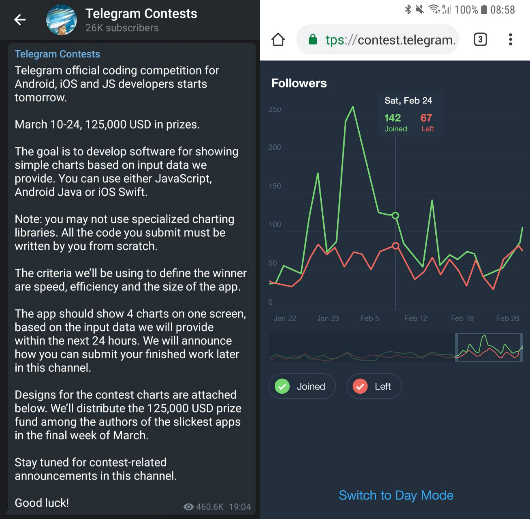 Telegram Contests
26K subscribers
Telegram Contests
Telegram official coding competition for
Android, iOS and JS developers starts
tomorrow.
March 10-24, 125,000 USD in prizes.
The goal is to develop software for showing
simple charts based on input data we
provide. You can use either JavaScript,
Android Java or iOS Swift.
Note: you may not use specialized charting
libraries. All the code you submit must be
written by you from scratch.
The criteria we'll be using to define the winner
are speed, efficiency and the size of the app.
The app should show 4 charts on one screen,
based on the input data we will provide
within the next 24 hours. We will announce
how you can submit your finished work later
in this channel.
Designs for the contest charts are attached
below. We'll distribute the 125,000 USD prize
fund among the authors of the slickest apps
in the final week of March.
Stay tuned for contest-related
announcements in this channel.
Good luck!
460.6K 19:04
100% 08:58
tps://contest.telegram.
3
Followers
Sat, Feb 24
142 67
Joined Left
250
200
150
100
50
0
Jan 22 Jan 29 Feb 5 Feb 12 Feb 19 Feb 26
Joined Left
Switch to Day Mode